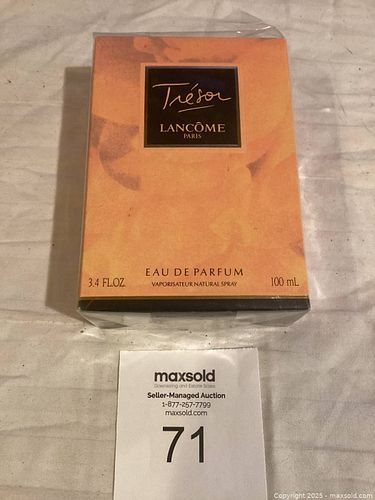 Trésor
LANCÔME
PARIS
EAU DE PARFUM
3.4 FL.OZ VAPORISATEUR NATURAL SPRAY 100 mL
maxsold
Downsizing and Estate Sales
Seller-Managed Auction
1-877-257-7799
maxsold.com
71
Copyright 2025 - maxsold.com